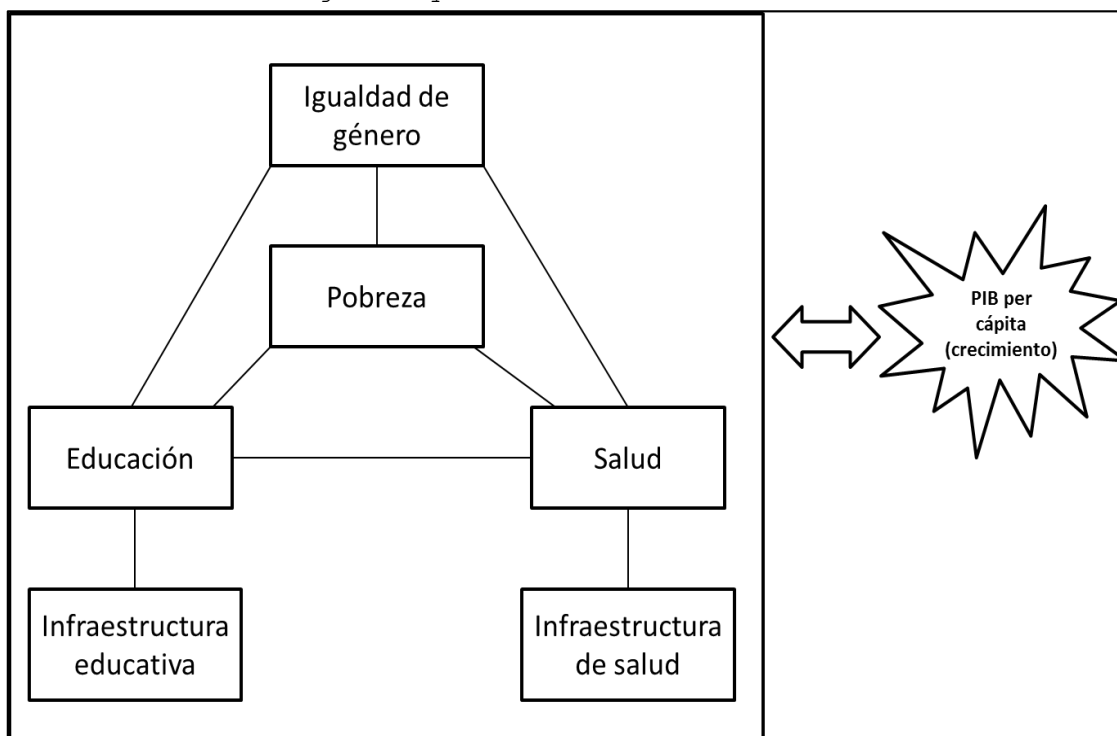 Igualdad de
género
Pobreza
Educación
Salud
Infraestructura
educativa
Infraestructura
de salud
PIB per
cápita
(crecimiento)